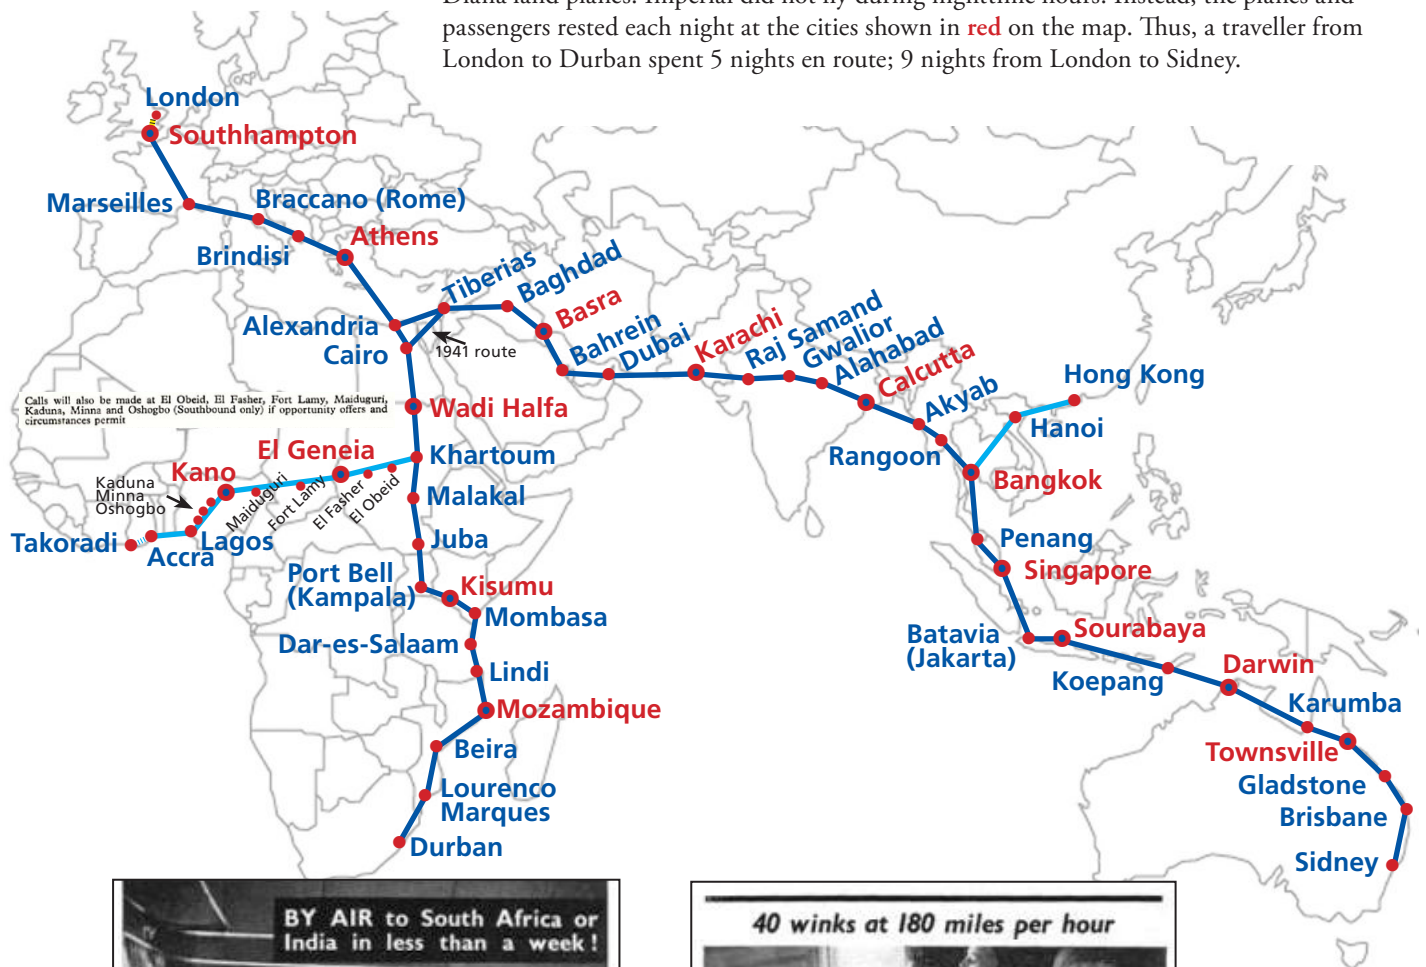 passengers rested each night at the cities shown in red on the map. Thus, a traveller from
London to Durban spent 5 nights en route; 9 nights from London to Sidney.
London
Southhampton
Marseilles
Braccano (Rome)
Brindisi
Athens
Tiberias
Baghdad
Basra
Alexandria
Cairo
1941 route
Bahrein
Dubai
Karachi
Raj Samand
Gwalior
Alahabad
Calcutta
Akyab
Rangoon
Hong Kong
Hanoi
Bangkok
Calls will also be made at El Obeid, El Fasher, Fort Lamy, Maiduguri,
Kaduna, Minna and Oshogbo (Southbound only) if opportunity offers and
circumstances permit
Wadi Halfa
Khartoum
El Geneia
Kano
Kaduna
Minna
Oshogbo
Maiduguri
Fort Lamy
El Fasher
El Obeid
Takoradi
Accra
Lagos
Malakal
Juba
Port Bell
(Kampala)
Kisumu
Mombasa
Dar-es-Salaam
Lindi
Mozambique
Beira
Lourenco
Marques
Durban
Penang
Singapore
Batavia
(Jakarta)
Sourabaya
Koepang
Darwin
Karumba
Townsville
Gladstone
Brisbane
Sidney
BY AIR to South Africa or
India in less than a week!
40 winks at 180 miles per hour